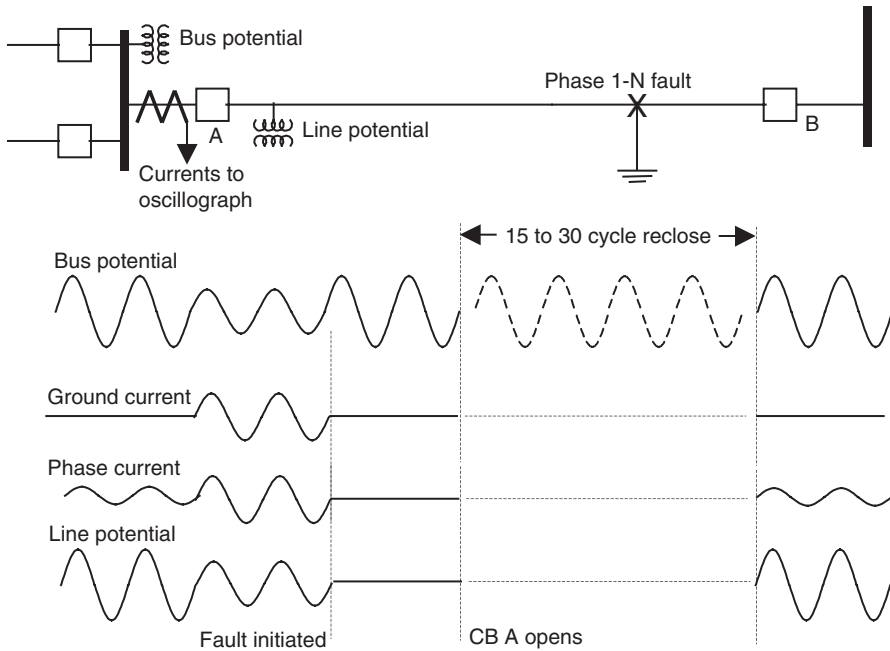 Bus potential
Phase 1-N fault
A
Line potential
B
Currents to
oscillograph
15 to 30 cycle reclose
Bus potential
Ground current
Phase current
Line potential
Fault initiated
CB A opens